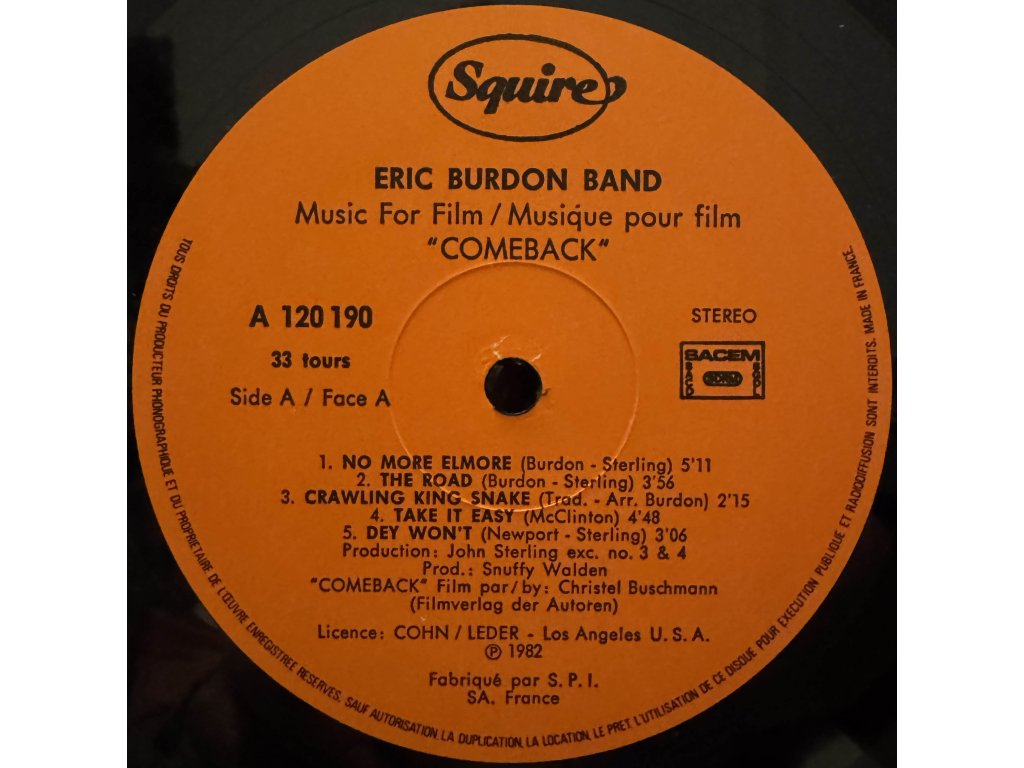 Squire
ERIC BURDON BAND
Music For Film / Musique pour film
"COMEBACK"
A 120 190
33 tours
Side A / Face A
STEREO
SACEM
SACD
SDRM
SGDL
1. NO MORE ELMORE (Burdon - Sterling) 5'11
2. THE ROAD (Burdon - Sterling) 3'56
3. CRAWLING KING SNAKE (Trad. - Arr. Burdon) 2'15
4. TAKE IT EASY (McClinton) 4'48
5. DEY WON'T (Newport - Sterling) 3'06
Production: John Sterling exc. no. 3 & 4
Prod.: Snuffy Walden
"COMEBACK" Film par/by: Christel Buschmann
(Filmverlag der Autoren)
Licence: COHN / LEDER - Los Angeles U. S. A.
℗ 1982
Fabriqué par S. P. I.
SA. France
TOUS DROITS DU PRODUCTEUR PHONOGRAPHIQUE ET DU PROPRIETAIRE DE L'ŒUVRE ENREGISTREE RESERVES. SAUF AUTORISATION LA DUPLICATION, LA LOCATION, LE PRET, L'UTILISATION DE CE DISQUE POUR EXECUTION PUBLIQUE ET RADIODIFFUSION SONT INTERDITS. MADE IN FRANCE.